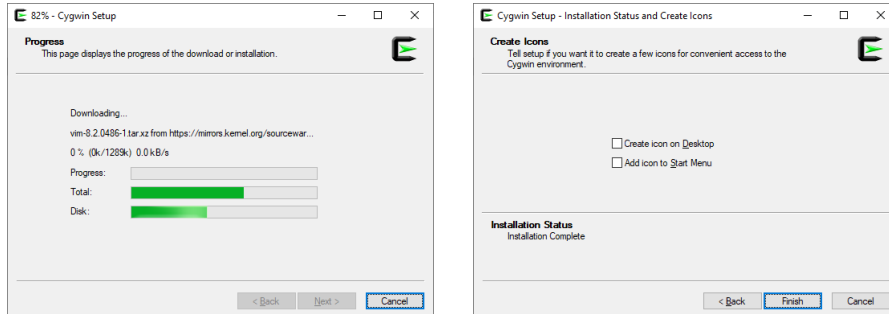 82% - Cygwin Setup
Progress
This page displays the progress of the download or installation.
Downloading...
vim-8.2.0486-1.tar.xz from https://mirrors.kernel.org/sourcewar...
0 % (0k/1289k) 0.0 kB/s
Progress:
Total:
Disk:
< Back
Next >
Cancel
Cygwin Setup - Installation Status and Create Icons
Create Icons
Tell setup if you want it to create a few icons for convenient access to the
Cygwin environment.
Create icon on Desktop
Add icon to Start Menu
Installation Status
Installation Complete
< Back
Finish
Cancel